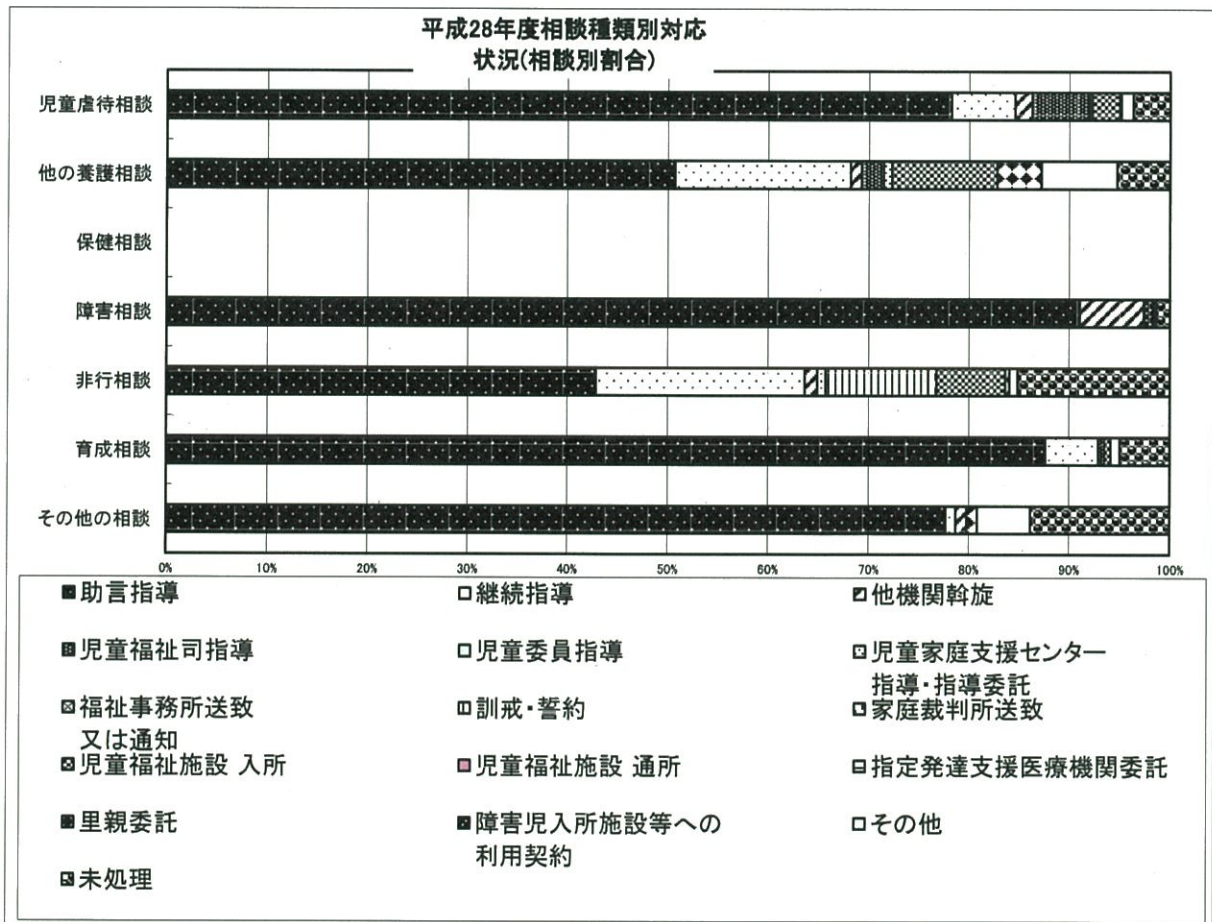 平成28年度相談種類別対応
状況(相談別割合)
児童虐待相談
他の養護相談
保健相談
障害相談
非行相談
育成相談
その他の相談
0% 10% 20% 30% 40% 50% 60% 70% 80% 90% 100%
助言指導
継続指導
他機関斡旋
児童福祉司指導
児童委員指導
児童家庭支援センター
指導・指導委託
福祉事務所送致
又は通知
訓戒・誓約
家庭裁判所送致
児童福祉施設 入所
児童福祉施設 通所
指定発達支援医療機関委託
里親委託
障害児入所施設等への
利用契約
その他
未処理